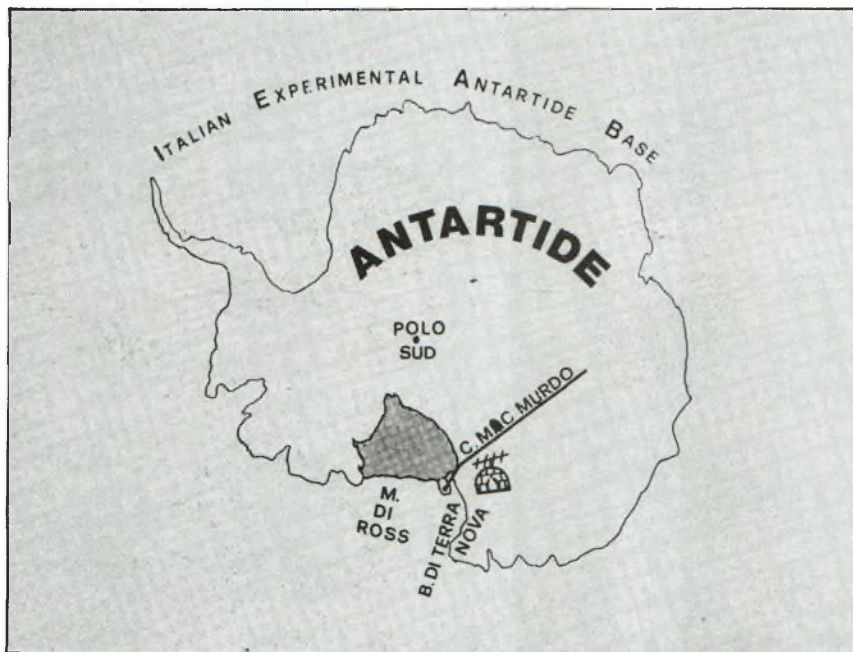 ITALIAN EXPERIMENTAL ANTARTIDE BASE
ANTARTIDE
POLO
SUD
C. MAC MURDO
M.
DI
ROSS
B. DI TERRA
NOVA